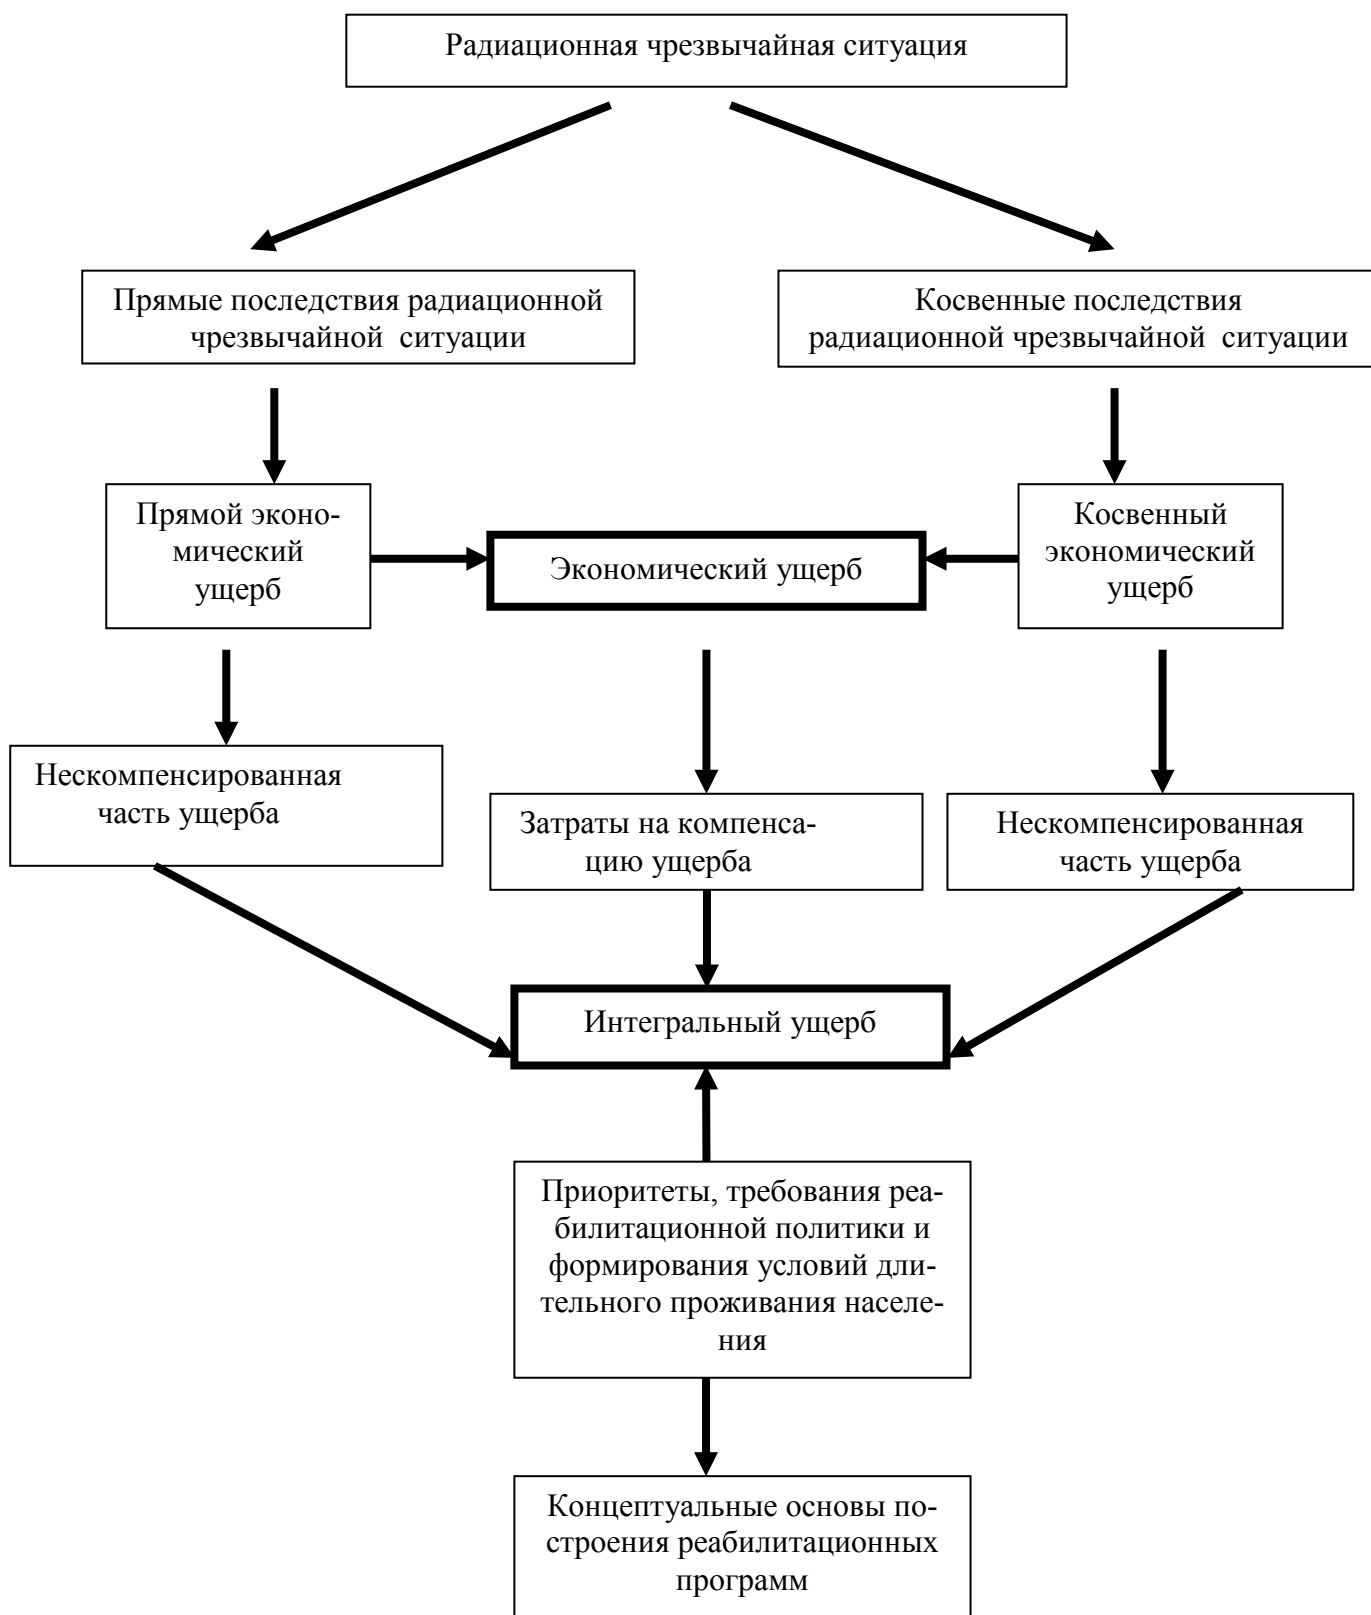 Радиационная чрезвычайная ситуация
Прямые последствия радиационной
чрезвычайной ситуации
Косвенные последствия
радиационной чрезвычайной ситуации
Прямой эконо-
мический
ущерб
Экономический ущерб
Косвенный
экономический
ущерб
Нескомпенсированная
часть ущерба
Затраты на компенса-
цию ущерба
Нескомпенсированная
часть ущерба
Интегральный ущерб
Приоритеты, требования реа-
билитационной политики и
формирования условий дли-
тельного проживания населе-
ния
Концептуальные основы по-
строения реабилитационных
программ